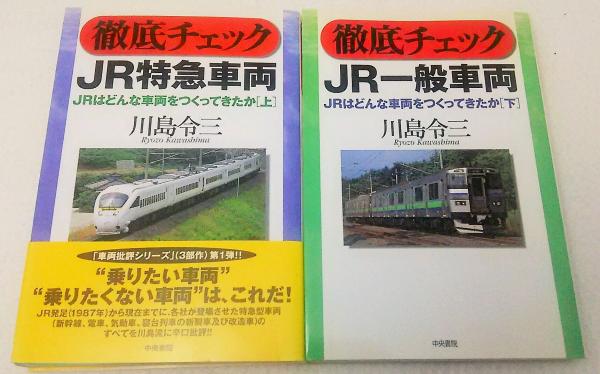 徹底チェック
JR特急車両
JRはどんな車両をつくってきたか[上]
川島令三
Ryozo Kawashima
「車両批評シリーズ」(3部作)第1弾!!
“乗りたい車両”
“乗りたくない車両”は、これだ!
JR発足(1987年)から現在までに、各社が登場させた特急型車両
(新幹線、電車、気動車、寝台列車の新製車及び改造車)の
すべてを川島流に辛口批評!!
中央書院
徹底チェック
JR一般車両
JRはどんな車両をつくってきたか[下]
川島令三
Ryozo Kawashima
中央書院